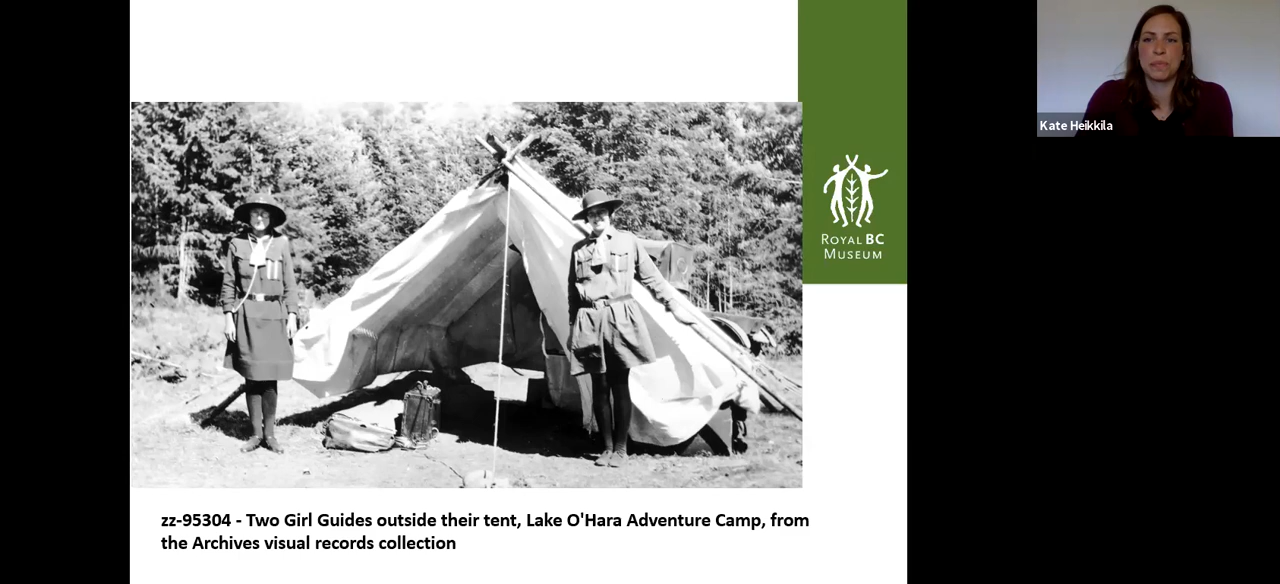 Kate Heikkila
ROYAL BC
MUSEUM
zz-95304 - Two Girl Guides outside their tent, Lake O'Hara Adventure Camp, from
the Archives visual records collection